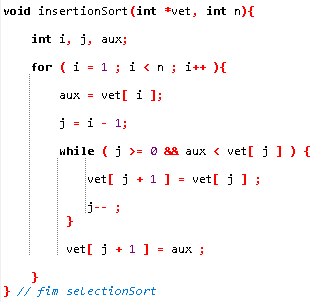 void insertionSort(int *vet, int n){
int i, j, aux;
for ( i = 1 ; i < n ; i++ ){
aux = vet[ i ];
j = i - 1;
while ( j >= 0 && aux < vet[ j ] ) {
vet[ j + 1 ] = vet[ j ] ;
j-- ;
}
vet[ j + 1 ] = aux ;
}
} // fim selectionSort